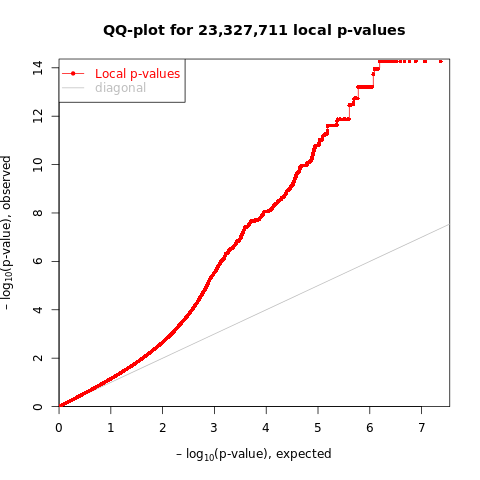 QQ-plot for 23,327,711 local p-values
Local p-values
diagonal
– log10(p-value), observed
14
12
10
8
6
4
2
0
0 1 2 3 4 5 6 7
– log10(p-value), expected